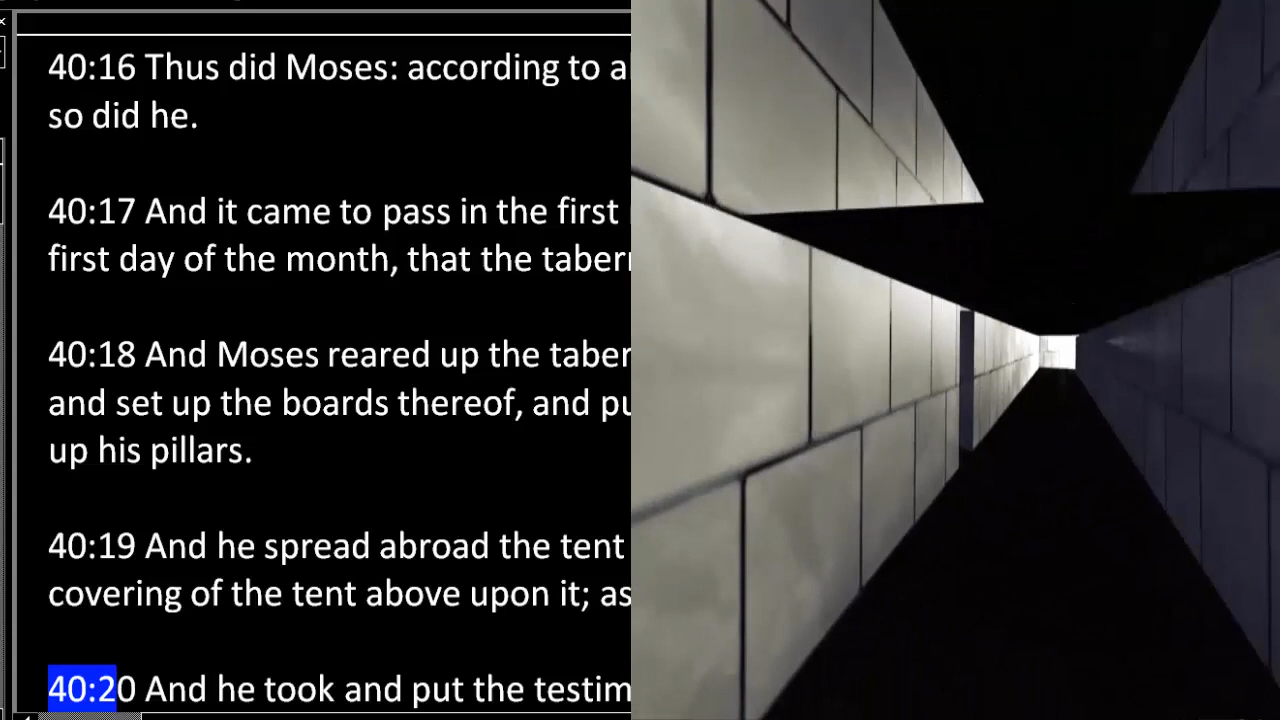 40:16 Thus did Moses: according to a
so did he.
40:17 And it came to pass in the first
first day of the month, that the taber
40:18 And Moses reared up the taber
and set up the boards thereof, and pu
up his pillars.
40:19 And he spread abroad the tent
covering of the tent above upon it; as
40:20 And he took and put the testim